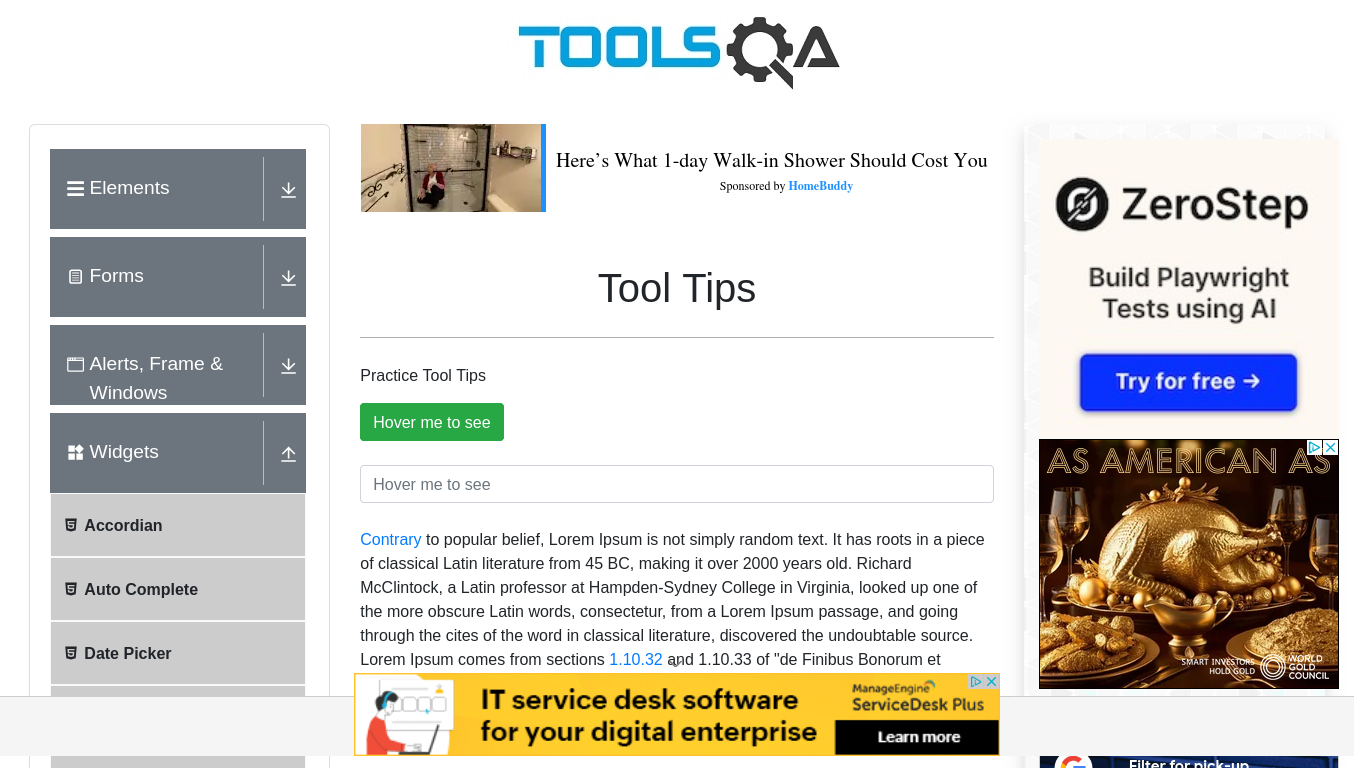 TOOLSQA
Elements
Forms
Alerts, Frame &
Windows
Widgets
Accordian
Auto Complete
Date Picker
Here's What 1-day Walk-in Shower Should Cost You
Sponsored by HomeBuddy
Tool Tips
Practice Tool Tips
Hover me to see
Hover me to see
Contrary to popular belief, Lorem Ipsum is not simply random text. It has roots in a piece
of classical Latin literature from 45 BC, making it over 2000 years old. Richard
McClintock, a Latin professor at Hampden-Sydney College in Virginia, looked up one of
the more obscure Latin words, consectetur, from a Lorem Ipsum passage, and going
through the cites of the word in classical literature, discovered the undoubtable source.
Lorem Ipsum comes from sections 1.10.32 and 1.10.33 of "de Finibus Bonorum et
IT service desk software
for your digital enterprise
ManageEngine
ServiceDesk Plus
Learn more
ZeroStep
Build Playwright
Tests using AI
Try for free →
AS AMERICAN AS
SMART INVESTORS
HOLD GOLD
WORLD
GOLD
COUNCIL
Filter for pick-up